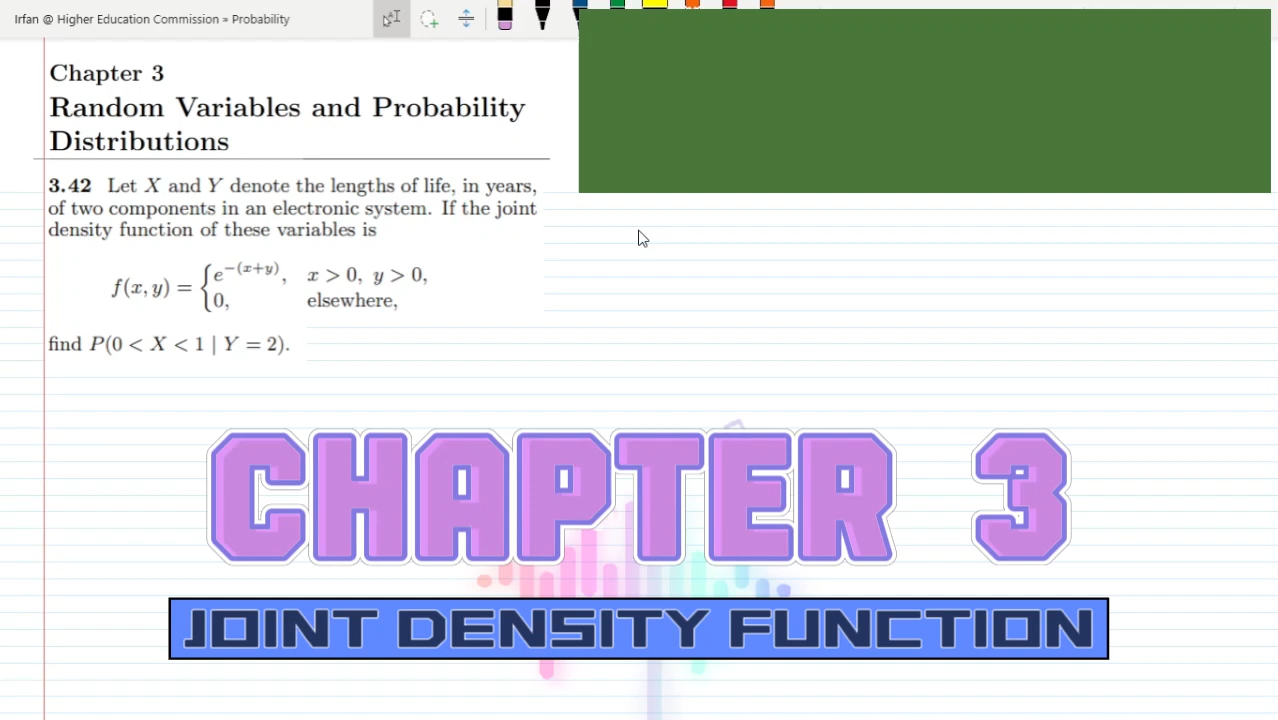 Irfan @ Higher Education Commission » Probability
Chapter 3
Random Variables and Probability
Distributions
3.42 Let X and Y denote the lengths of life, in years,
of two components in an electronic system. If the joint
density function of these variables is
f(x, y) = { e^{-(x+y)}, x > 0, y > 0,
0, elsewhere,
find P(0 < X < 1 | Y = 2).
CHAPTER 3
JOINT DENSITY FUNCTION